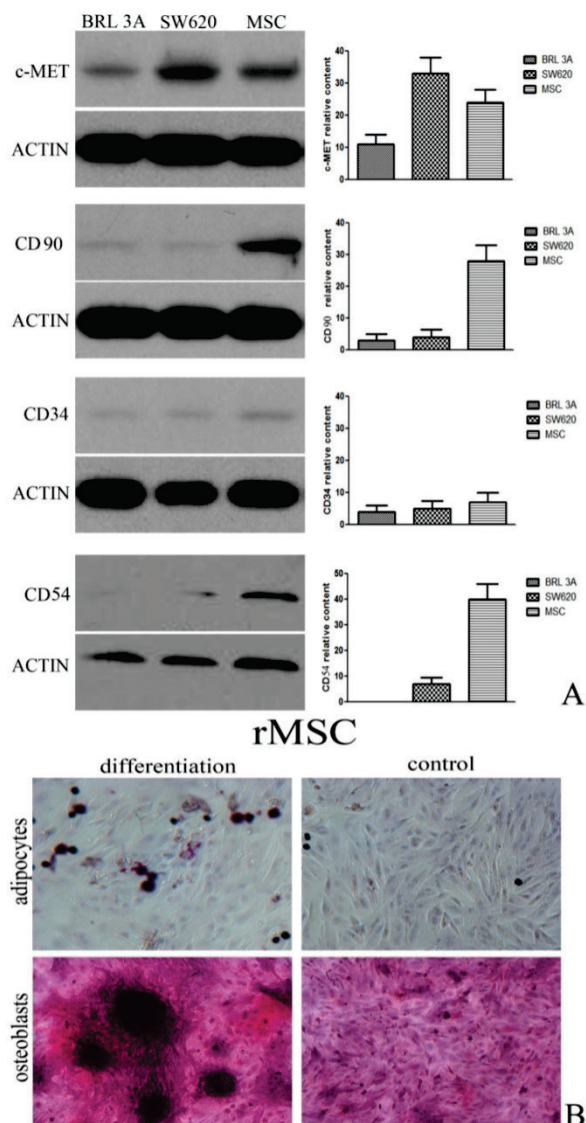 BRL 3A SW620 MSC
c-MET
ACTIN
c-MET relative content
40
30
20
10
0
BRL 3A
SW620
MSC
CD90
ACTIN
CD90 relative content
40
30
20
10
0
BRL 3A
SW620
MSC
CD34
ACTIN
CD34 relative content
40
30
20
10
0
BRL 3A
SW620
MSC
CD54
ACTIN
CD54 relative content
50
40
30
20
10
0
BRL 3A
SW620
MSC
A
rMSC
differentiation control
adipocytes
osteoblasts
B